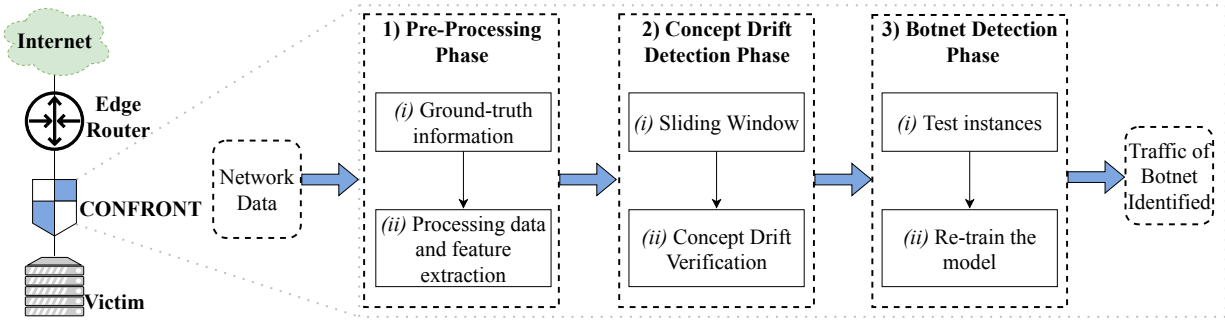 Internet
Edge
Router
CONFRONT
Victim
Network
Data
1) Pre-Processing
Phase
(i) Ground-truth
information
(ii) Processing data
and feature
extraction
2) Concept Drift
Detection Phase
(i) Sliding Window
(ii) Concept Drift
Verification
3) Botnet Detection
Phase
(i) Test instances
(ii) Re-train the
model
Traffic of
Botnet
Identified